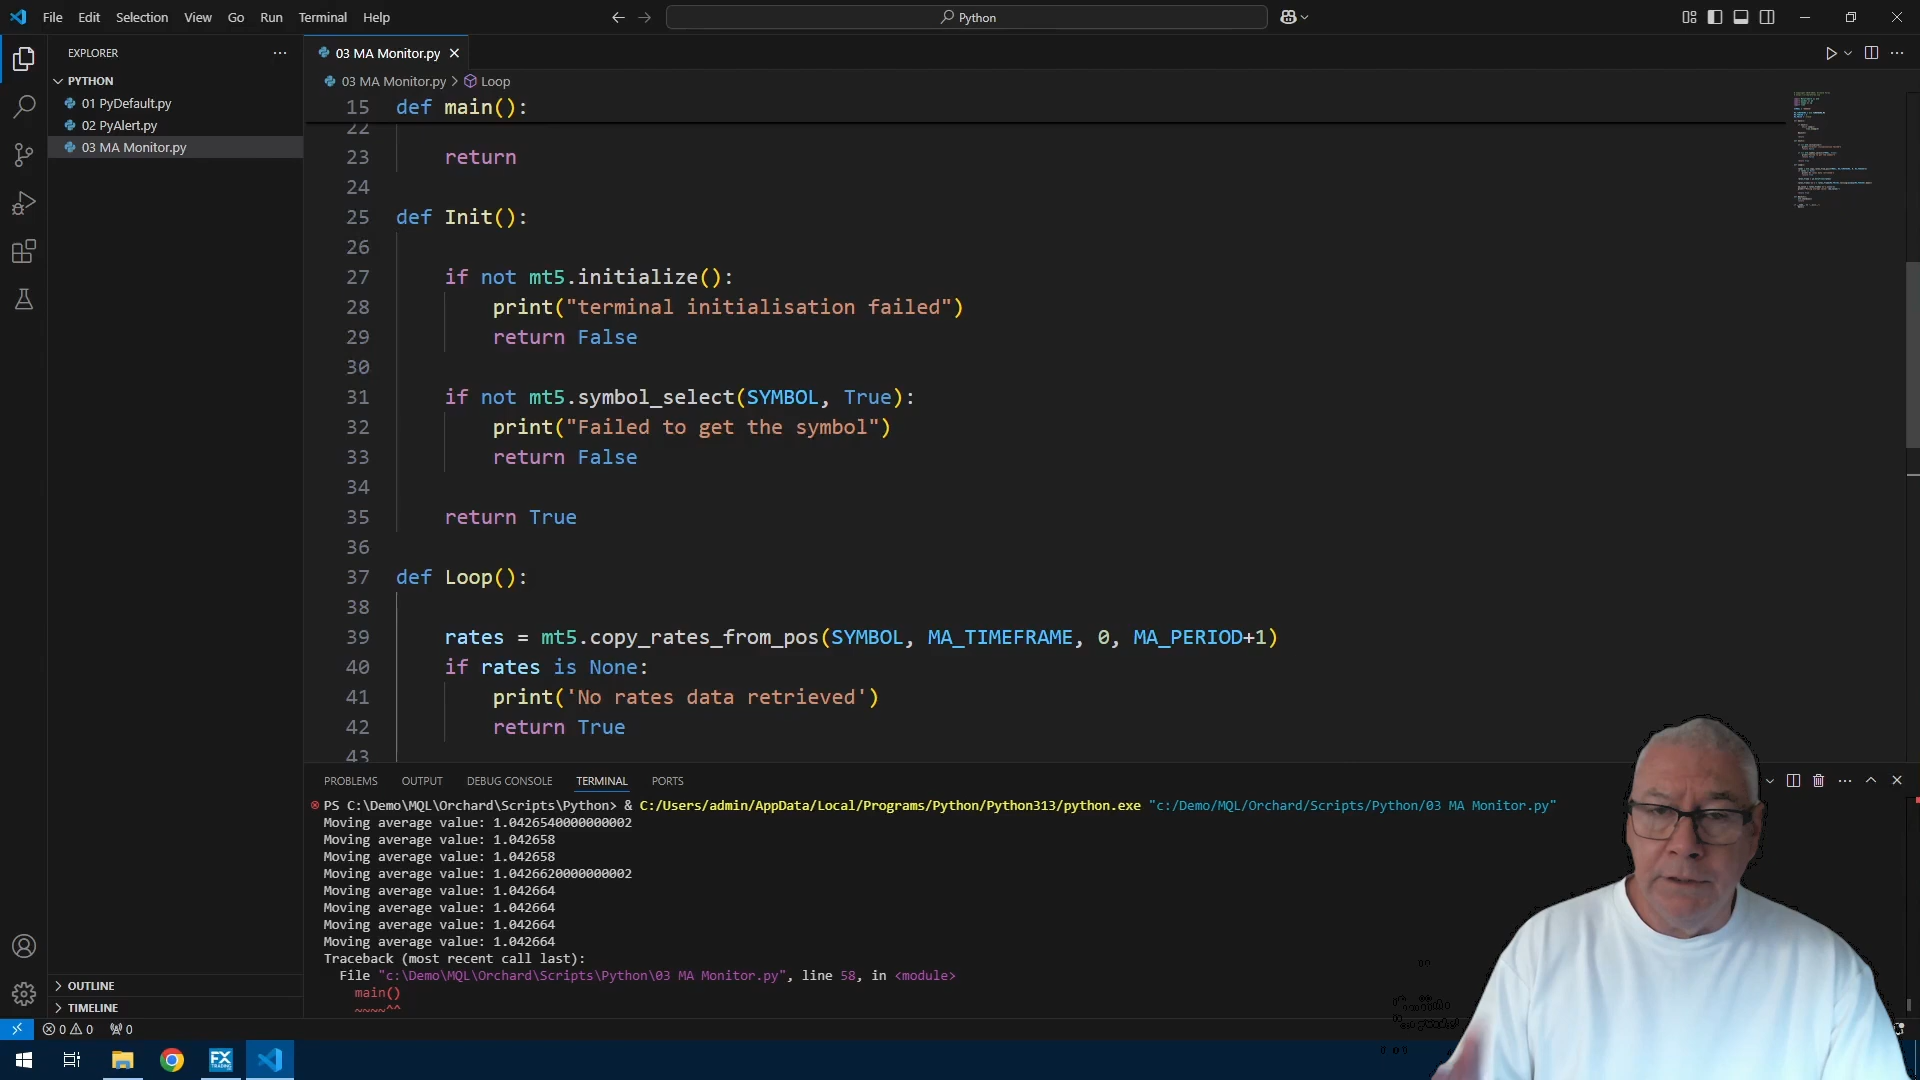 File Edit Selection View Go Run Terminal Help
Python
EXPLORER
PYTHON
01 PyDefault.py
02 PyAlert.py
03 MA Monitor.py
OUTLINE
TIMELINE
03 MA Monitor.py
03 MA Monitor.py > Loop
15 def main():
22
23 return
24
25 def Init():
26
27 if not mt5.initialize():
28 print("terminal initialisation failed")
29 return False
30
31 if not mt5.symbol_select(SYMBOL, True):
32 print("Failed to get the symbol")
33 return False
34
35 return True
36
37 def Loop():
38
39 rates = mt5.copy_rates_from_pos(SYMBOL, MA_TIMEFRAME, 0, MA_PERIOD+1)
40 if rates is None:
41 print('No rates data retrieved')
42 return True
43
PROBLEMS OUTPUT DEBUG CONSOLE TERMINAL PORTS
PS C:\Demo\MQL\Orchard\Scripts\Python> & C:/Users/admin/AppData/Local/Programs/Python/Python313/python.exe "c:/Demo/MQL/Orchard/Scripts/Python/03 MA Monitor.py"
Moving average value: 1.0426540000000002
Moving average value: 1.042658
Moving average value: 1.042658
Moving average value: 1.0426620000000002
Moving average value: 1.042664
Moving average value: 1.042664
Moving average value: 1.042664
Moving average value: 1.042664
Traceback (most recent call last):
File "c:\Demo\MQL\Orchard\Scripts\Python\03 MA Monitor.py", line 58, in <module>
main()
~~~~^^
0 0 0
FX
TRADING